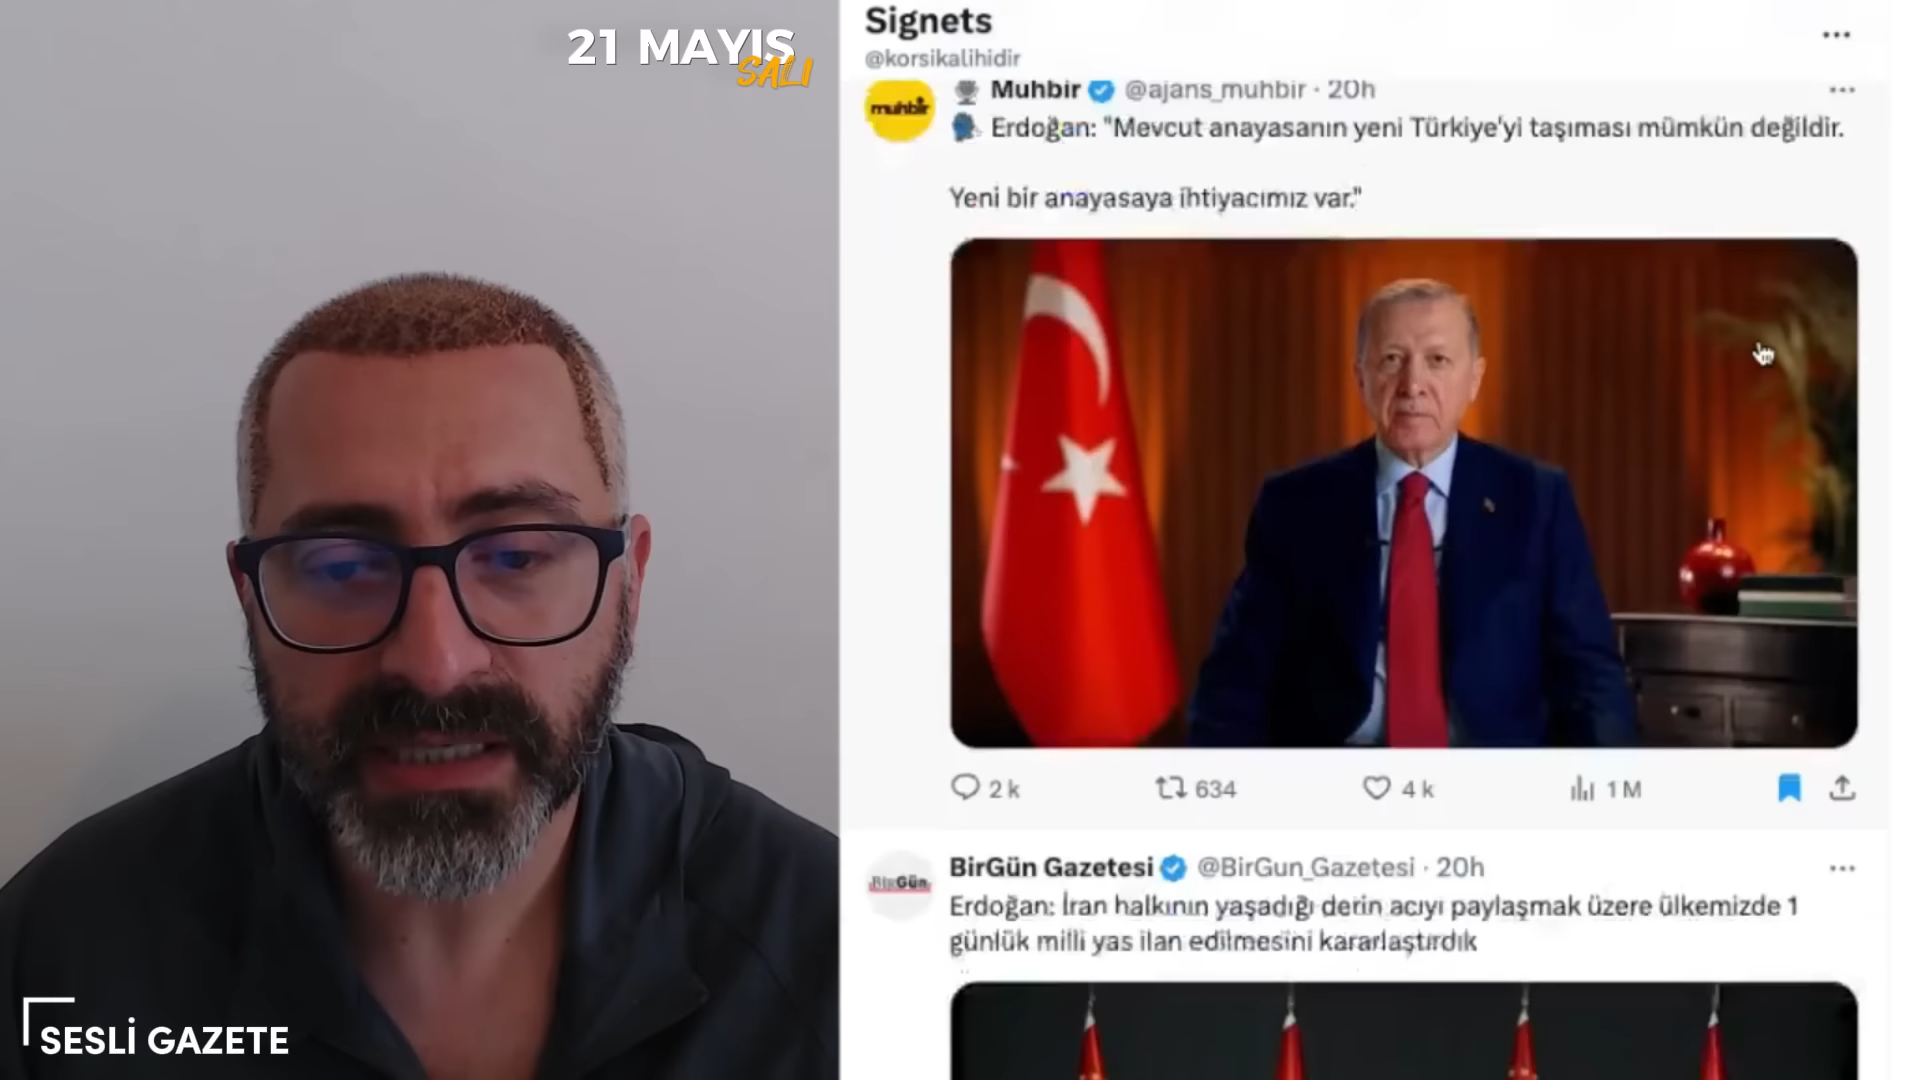 21 MAYIS
SALI
Signets
@korsikalihidir
muhbir
Muhbir @ajans_muhbir · 20h
Erdoğan: "Mevcut anayasanın yeni Türkiye'yi taşıması mümkün değildir.
Yeni bir anayasaya ihtiyacımız var."
2 k 634 4 k 1 M
BirGün
BirGün Gazetesi @BirGun_Gazetesi · 20h
Erdoğan: İran halkının yaşadığı derin acıyı paylaşmak üzere ülkemizde 1
günlük milli yas ilan edilmesini kararlaştırdık
SESLİ GAZETE